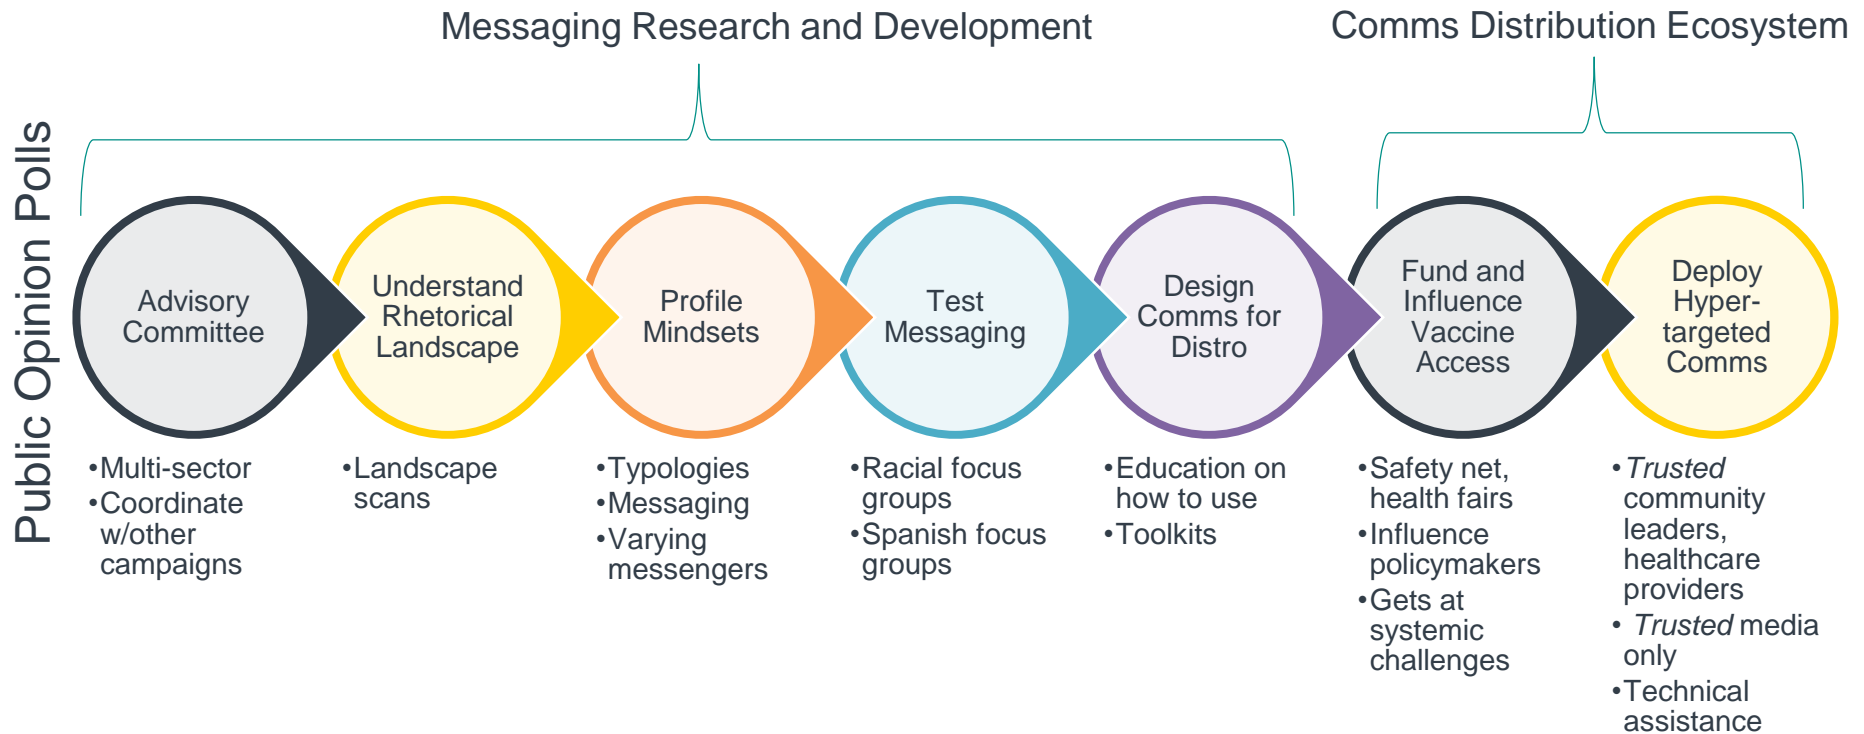 Messaging Research and Development
Comms Distribution Ecosystem
Public Opinion Polls
Advisory
Committee
Understand
Rhetorical
Landscape
Profile
Mindsets
Test
Messaging
Design
Comms for
Distro
Fund and
Influence
Vaccine
Access
Deploy
Hyper-
targeted
Comms
•Multi-sector
•Coordinate
w/other
campaigns
•Landscape
scans
•Typologies
•Messaging
•Varying
messengers
•Racial focus
groups
•Spanish focus
groups
•Education on
how to use
•Toolkits
•Safety net,
health fairs
•Influence
policymakers
•Gets at
systemic
challenges
•Trusted
community
leaders,
healthcare
providers
• Trusted media
only
•Technical
assistance